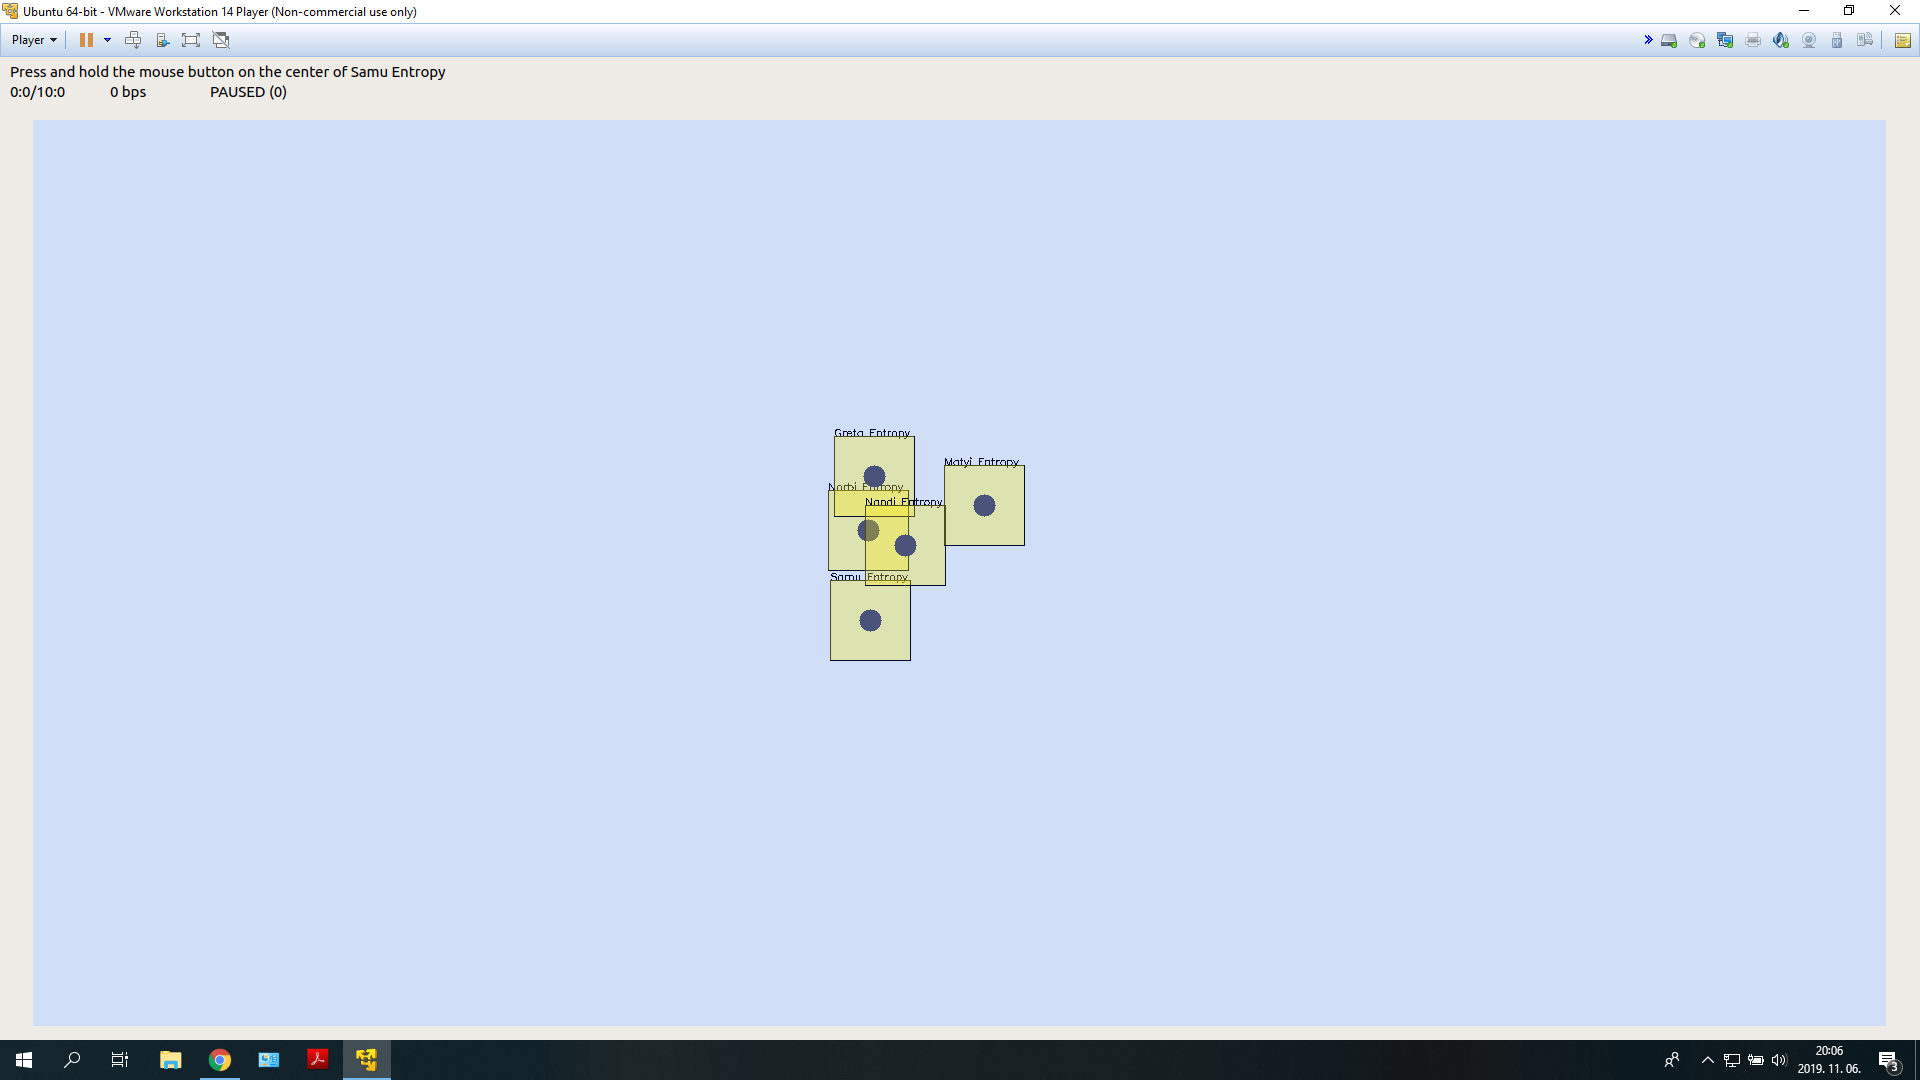 Ubuntu 64-bit - VMware Workstation 14 Player (Non-commercial use only)
Player
Press and hold the mouse button on the center of Samu Entropy
0:0/10:0 0 bps PAUSED (0)
Greta Entropy
Matyi Entropy
Norbi Entropy
Nandi Entropy
Samu Entropy
20:06
2019. 11. 06.
3